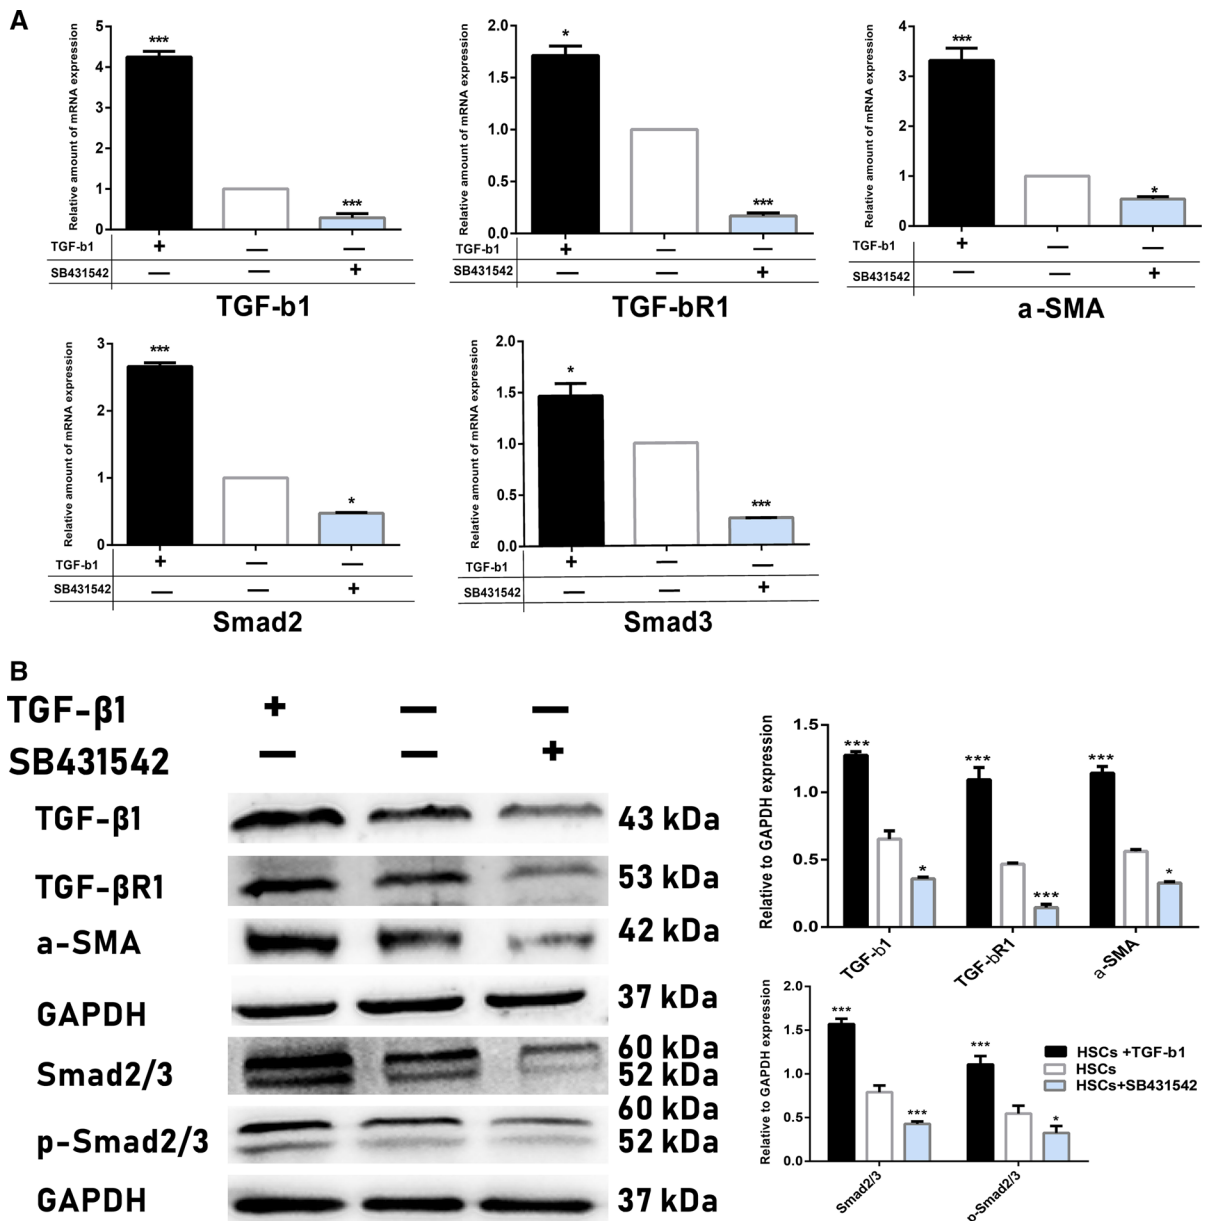 A
Relative amount of mRNA expression
5
4
3
2
1
0
***
***
TGF-b1 + — —
SB431542 — — +
TGF-b1
Relative amount of mRNA expression
2.0
1.5
1.0
0.5
0.0
*
***
TGF-b1 + — —
SB431542 — — +
TGF-bR1
Relative amount of mRNA expression
4
3
2
1
0
***
*
TGF-b1 + — —
SB431542 — — +
a-SMA
Relative amount of mRNA expression
3
2
1
0
***
*
TGF-b1 + — —
SB431542 — — +
Smad2
Relative amount of mRNA expression
2.0
1.5
1.0
0.5
0.0
*
***
TGF-b1 + — —
SB431542 — — +
Smad3
B
TGF-β1 + — —
SB431542 — — +
TGF-β1 43 kDa
TGF-βR1 53 kDa
a-SMA 42 kDa
GAPDH 37 kDa
Smad2/3 60 kDa
52 kDa
p-Smad2/3 60 kDa
52 kDa
GAPDH 37 kDa
Relative to GAPDH expression
1.5
1.0
0.5
0.0
***
*
***
***
***
*
TGF-b1
TGF-bR1
a-SMA
Relative to GAPDH expression
2.0
1.5
1.0
0.5
0.0
***
***
***
*
Smad2/3
p-Smad2/3
HSCs +TGF-b1
HSCs
HSCs+SB431542